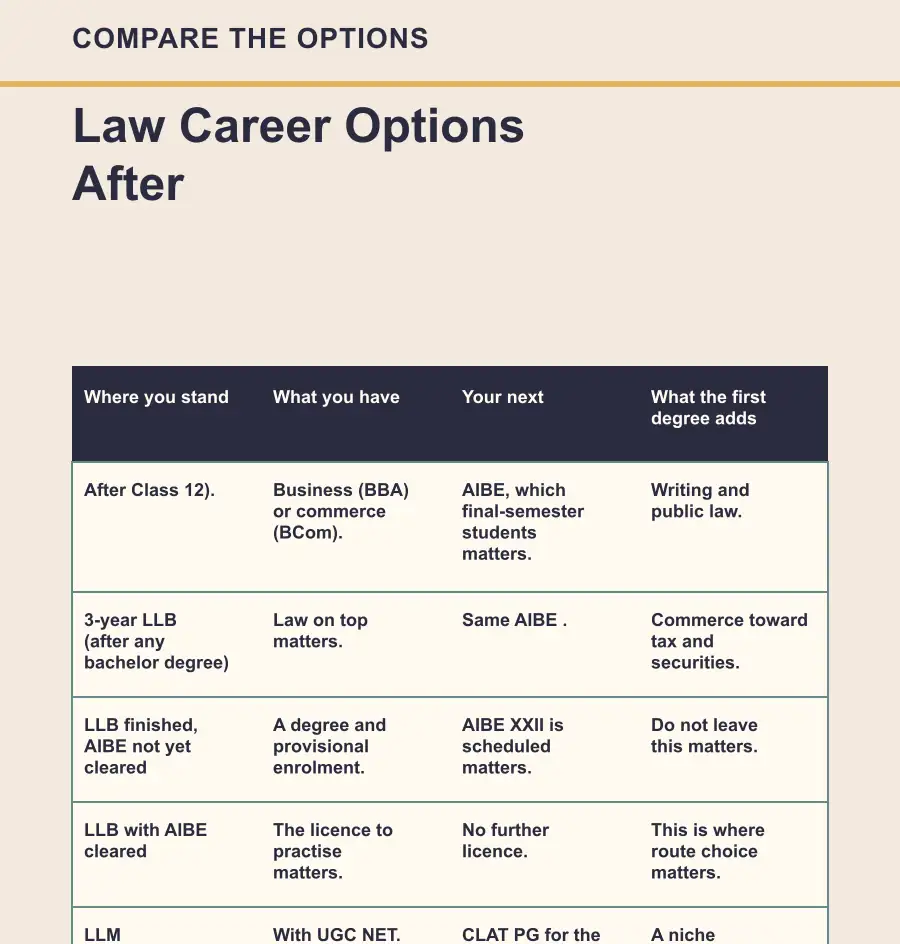 COMPARE THE OPTIONS
Law Career Options
After
Where you stand
What you have
Your next
What the first
degree adds
After Class 12).
Business (BBA)
or commerce
(BCom).
AIBE, which
final-semester
students
matters.
Writing and
public law.
3-year LLB
(after any
bachelor degree)
Law on top
matters.
Same AIBE .
Commerce toward
tax and
securities.
LLB finished,
AIBE not yet
cleared
A degree and
provisional
enrolment.
AIBE XXII is
scheduled
matters.
Do not leave
this matters.
LLB with AIBE
cleared
The licence to
practise
matters.
No further
licence.
This is where
route choice
matters.
LLM
With UGC NET.
CLAT PG for the
A niche